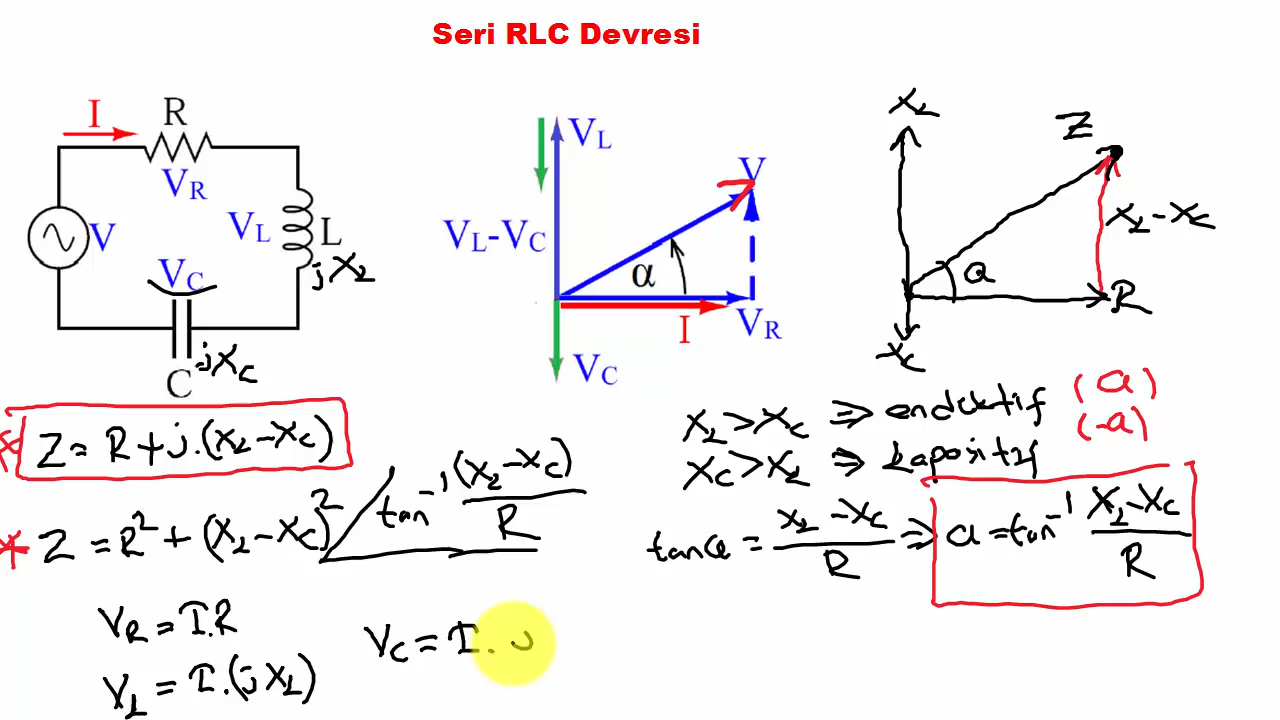 Seri RLC Devresi
I
R
V_R
V
V_L
L
jX_L
V_C
-jX_C
C
V_L
V
V_L-V_C
α
V_R
I
V_C
X_L
Z
X_L-X_C
α
R
X_C
Z = R+j.(X_L-X_C)
Z = R²+(X_L-X_C)² tan⁻¹ (X_L-X_C)/R
V_R = I.R
V_L = I.(jX_L)
V_C = I.
X_L>X_C ⇒ endüktif (α)
X_C>X_L ⇒ kapasitif (-α)
tanα = X_L-X_C/R ⇒ α=tan⁻¹ X_L-X_C/R